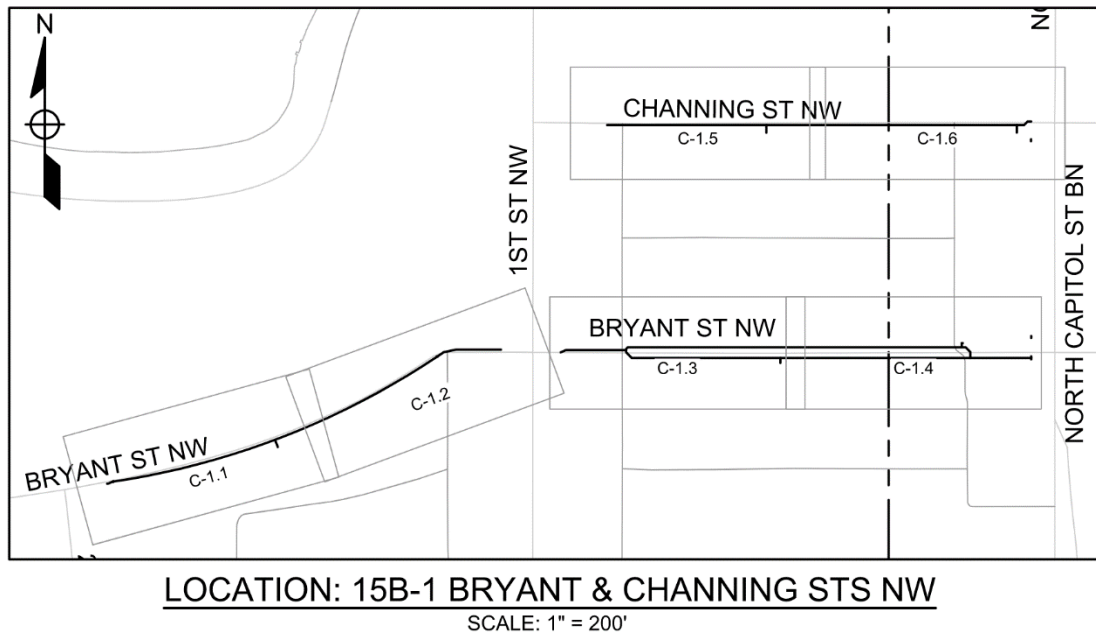 N
NO
CHANNING ST NW
C-1.5
C-1.6
1ST ST NW
NORTH CAPITOL ST BN
BRYANT ST NW
C-1.3
C-1.4
C-1.2
BRYANT ST NW
C-1.1
LOCATION: 15B-1 BRYANT & CHANNING STS NW
SCALE: 1" = 200'